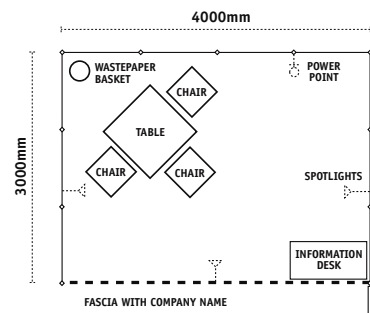 4000mm
WASTEPAPER
BASKET
POWER
POINT
CHAIR
TABLE
3000mm
CHAIR
CHAIR
SPOTLIGHTS
INFORMATION
DESK
FASCIA WITH COMPANY NAME